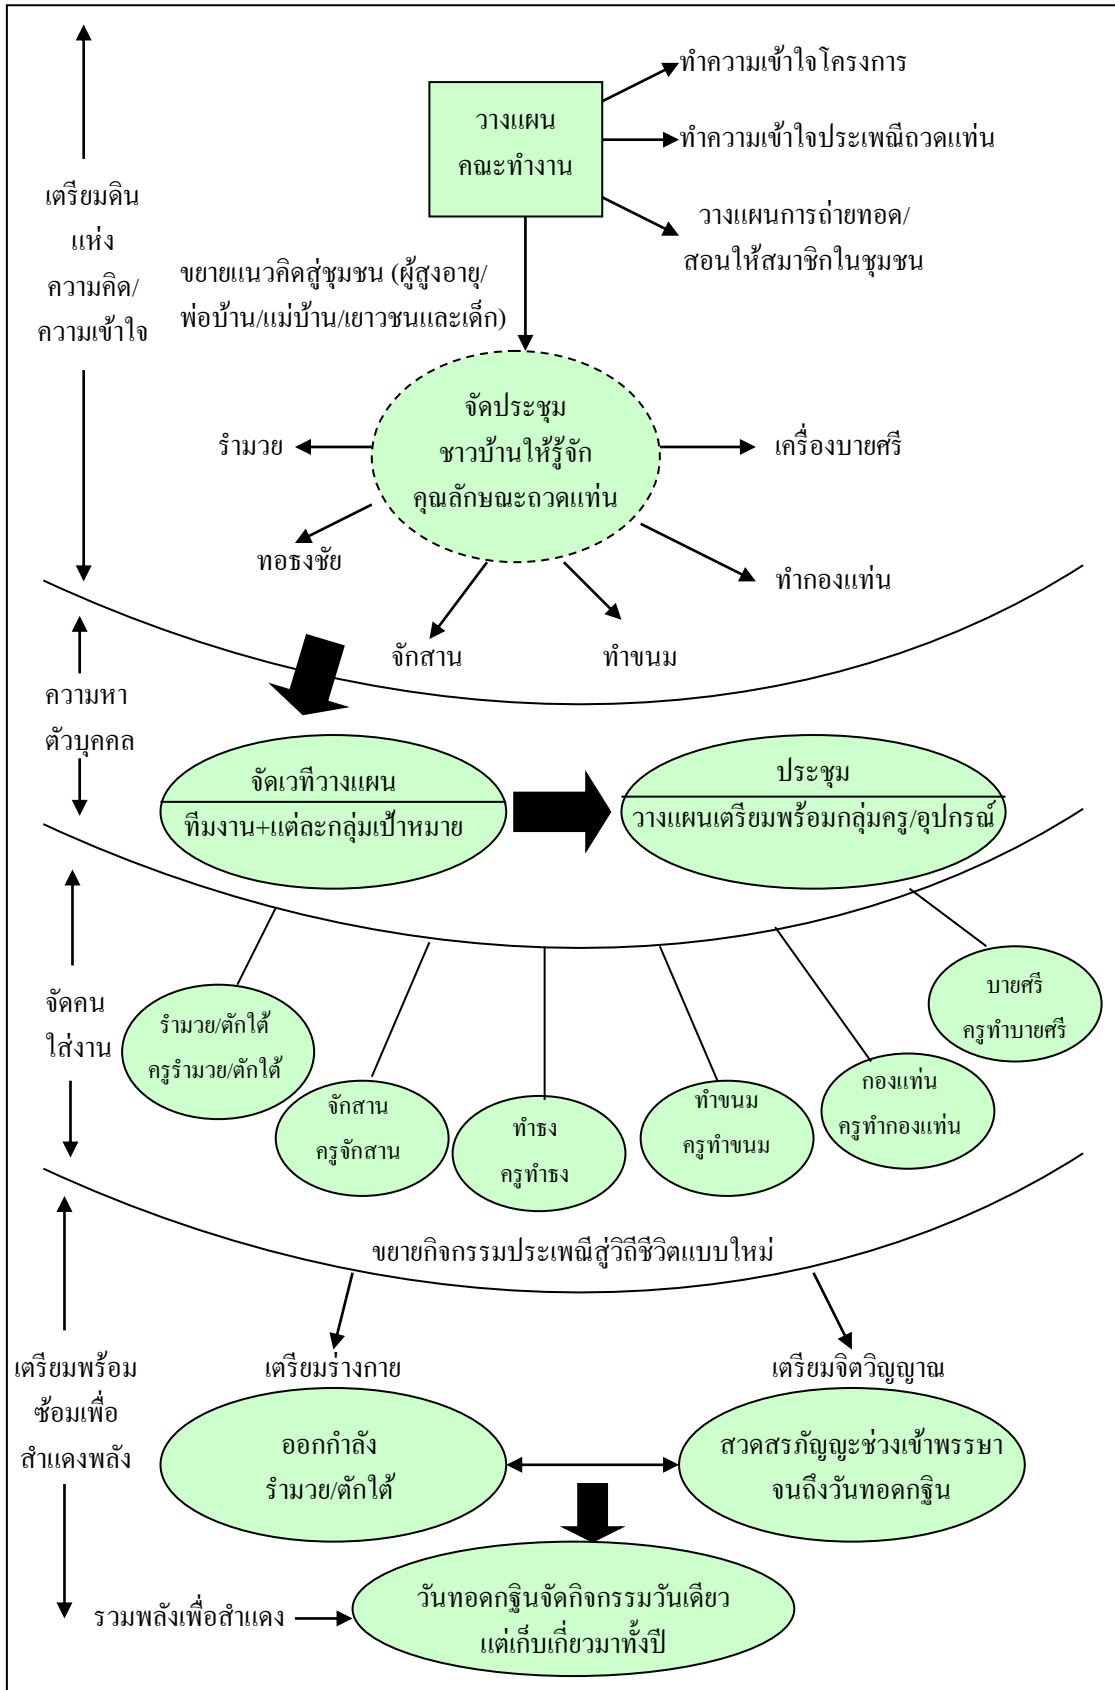 ทำความเข้าใจโครงการ
วางแผน
คณะทำงาน
ทำความเข้าใจประเพณีถวดแท่น
วางแผนการถ่ายทอด/
สอนให้สมาชิกในชุมชน
เตรียมดิน
แห่ง
ความคิด/
ความเข้าใจ
ขยายแนวคิดสู่ชุมชน (ผู้สูงอายุ/
พ่อบ้าน/แม่บ้าน/เยาวชนและเด็ก)
จัดประชุม
ชาวบ้านให้รู้จัก
คุณลักษณะถวดแท่น
รำมวย
เครื่องบายศรี
ทอธงชัย
ทำกองแท่น
จักสาน
ทำขนม
ความหา
ตัวบุคคล
จัดเวทีวางแผน
ทีมงาน+แต่ละกลุ่มเป้าหมาย
ประชุม
วางแผนเตรียมพร้อมกลุ่มครู/อุปกรณ์
จัดคน
ใส่งาน
รำมวย/ตักใต้
ครูรำมวย/ตักใต้
จักสาน
ครูจักสาน
ทำธง
ครูทำธง
ทำขนม
ครูทำขนม
กองแท่น
ครูทำกองแท่น
บายศรี
ครูทำบายศรี
ขยายกิจกรรมประเพณีสู่วิถีชีวิตแบบใหม่
เตรียมพร้อม
ซ้อมเพื่อ
สำแดงพลัง
เตรียมร่างกาย
เตรียมจิตวิญญาณ
ออกกำลัง
รำมวย/ตักใต้
สวดสรภัญญะช่วงเข้าพรรษา
จนถึงวันทอดกฐิน
รวมพลังเพื่อสำแดง
วันทอดกฐินจัดกิจกรรมวันเดียว
แต่เก็บเกี่ยวมาทั้งปี